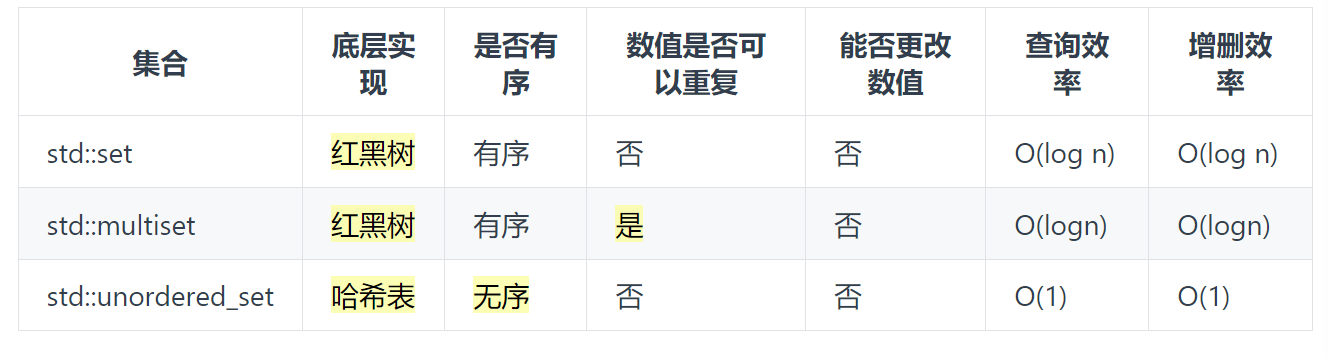 集合 底层实现 是否有序 数值是否可以重复 能否更改数值 查询效率 增删效率
std::set 红黑树 有序 否 否 O(log n) O(log n)
std::multiset 红黑树 有序 是 否 O(logn) O(logn)
std::unordered_set 哈希表 无序 否 否 O(1) O(1)